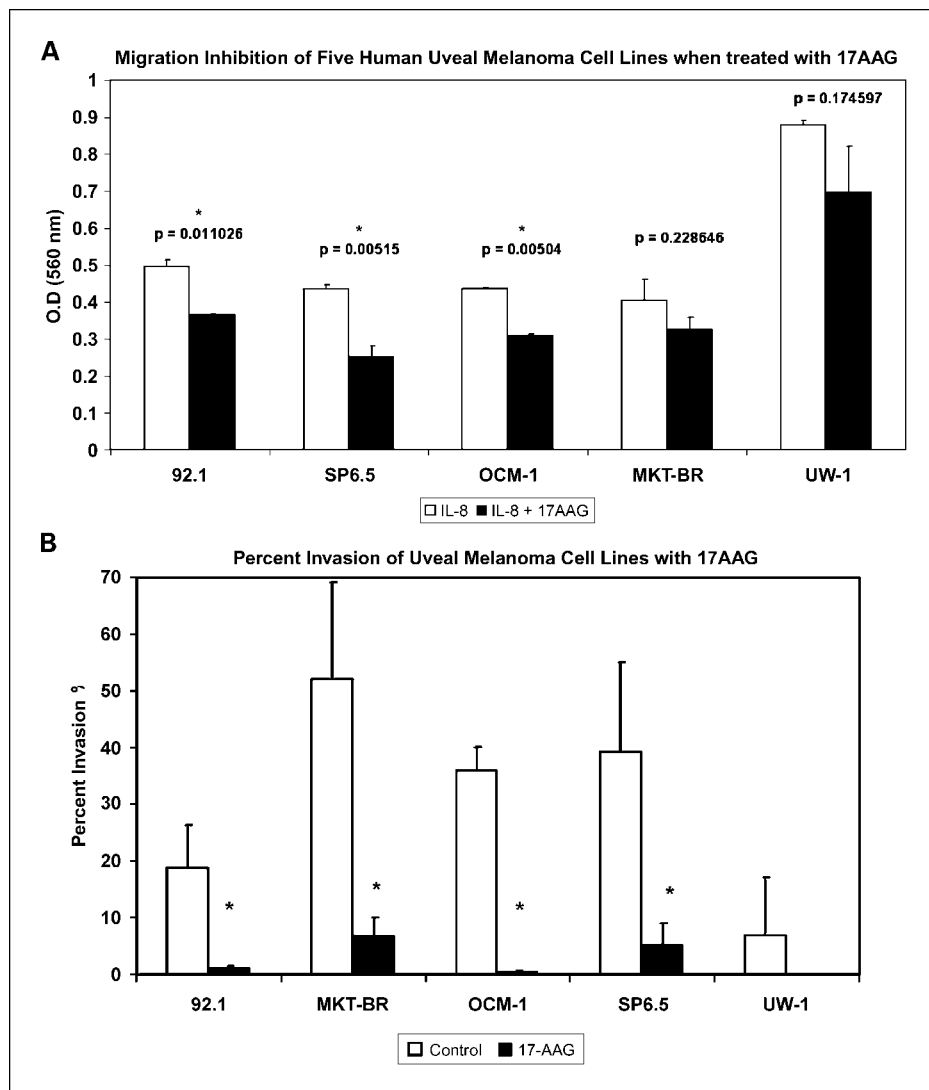 A
Migration Inhibition of Five Human Uveal Melanoma Cell Lines when treated with 17AAG
1
0.9
0.8
0.7
0.6
0.5
0.4
0.3
0.2
0.1
0
O.D (560 nm)
*
p = 0.011026
*
p = 0.00515
*
p = 0.00504
p = 0.228646
p = 0.174597
92.1 SP6.5 OCM-1 MKT-BR UW-1
IL-8 IL-8 + 17AAG
B
Percent Invasion of Uveal Melanoma Cell Lines with 17AAG
70
60
50
40
30
20
10
0
Percent Invasion
*
*
*
*
92.1 MKT-BR OCM-1 SP6.5 UW-1
Control 17-AAG